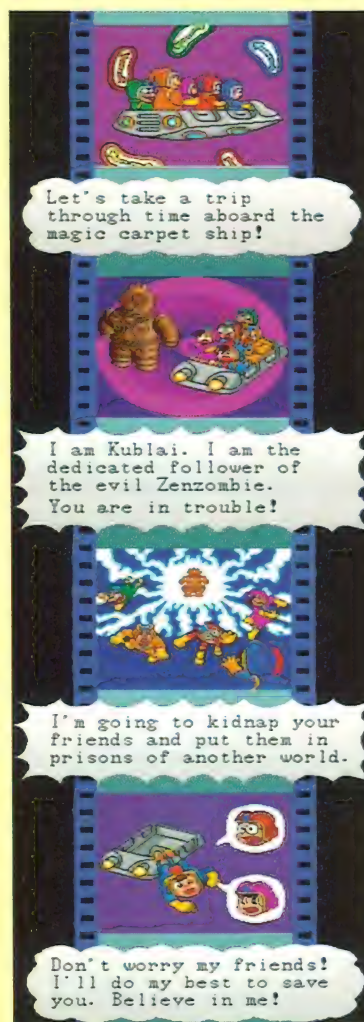 Let's take a trip
through time aboard the
magic carpet ship!
I am Kublai. I am the
dedicated follower of
the evil Zenzombie.
You are in trouble!
I'm going to kidnap your
friends and put them in
prisons of another world.
Don't worry my friends!
I'll do my best to save
you. Believe in me!